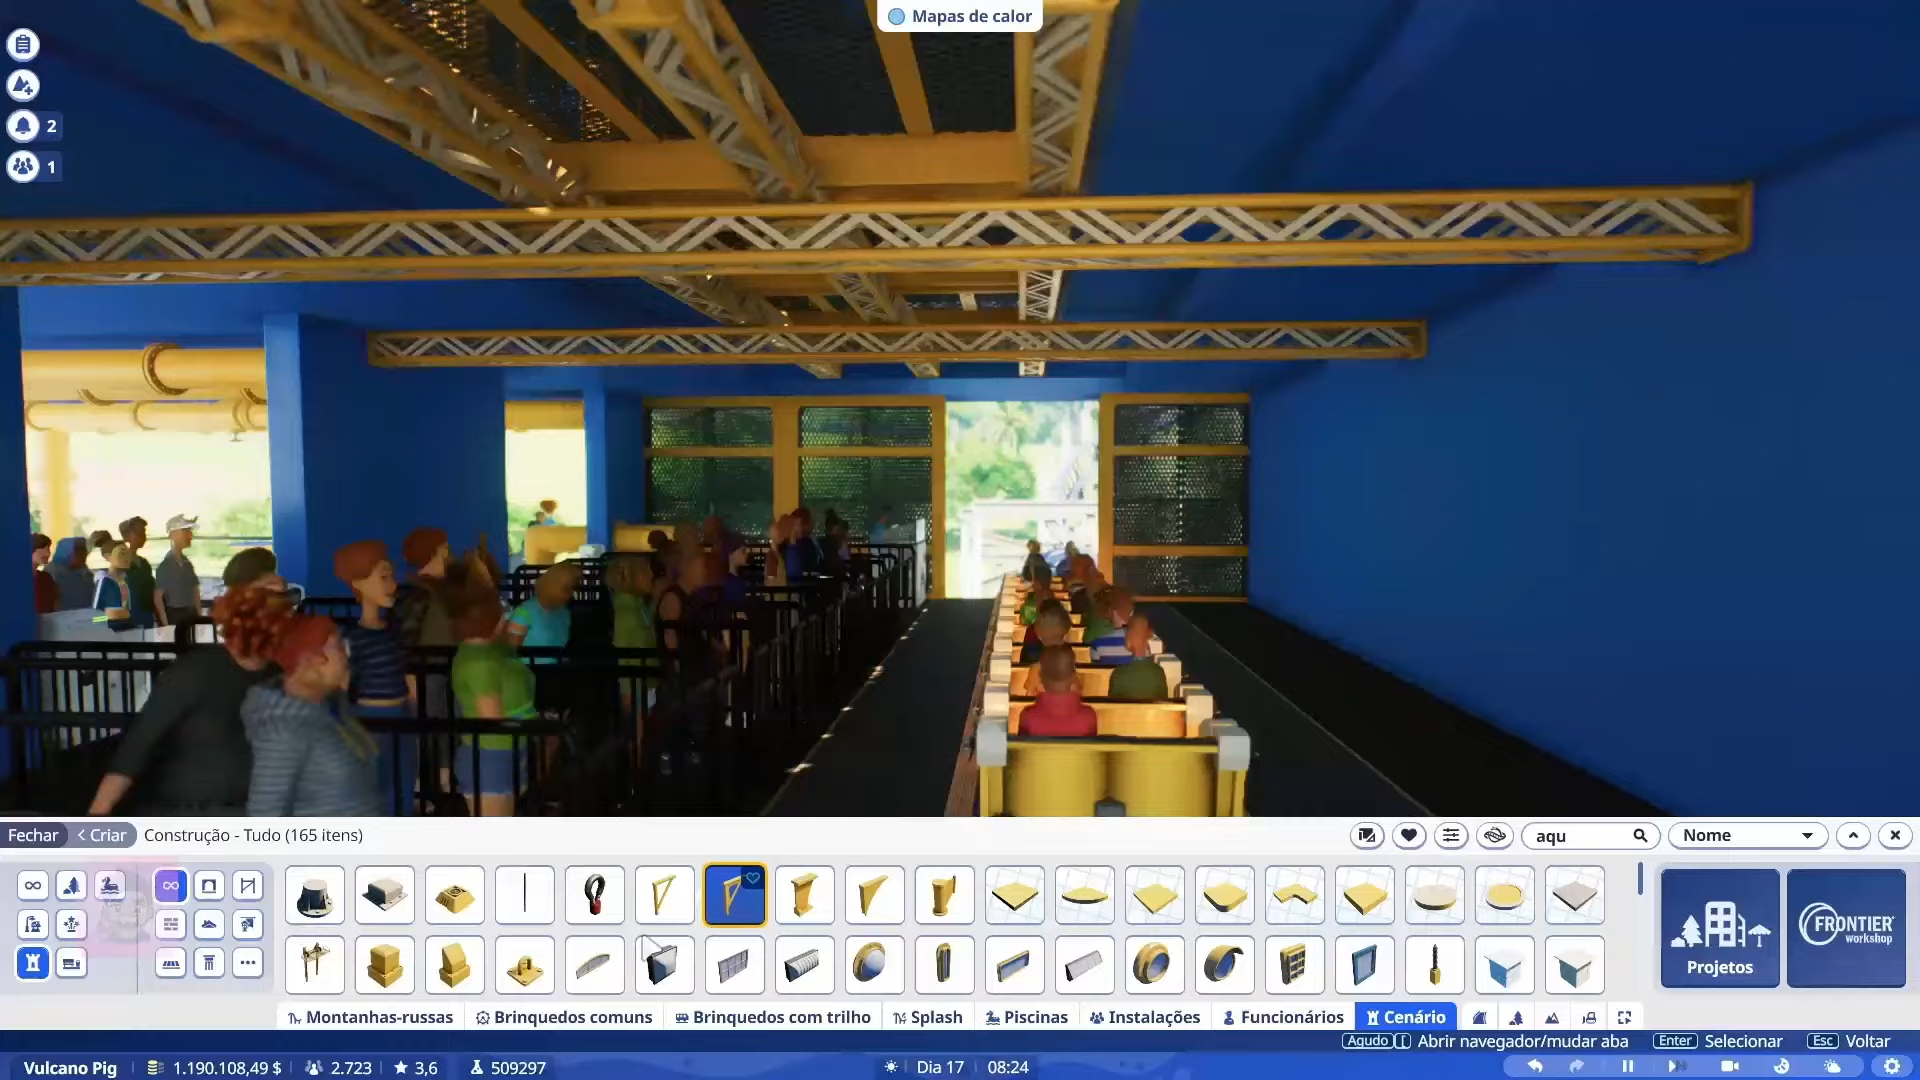 Mapas de calor
2
1
Fechar < Criar Construção - Tudo (165 itens)
aqu
Nome
Projetos
FRONTIER workshop
Montanhas-russas Brinquedos comuns Brinquedos com trilho Splash Piscinas Instalações Funcionários Cenário
Agudo [ Abrir navegador/mudar aba Enter Selecionar Esc Voltar
Vulcano Pig 1.190.108,49 $ 2.723 3,6 509297 Dia 17 08:24